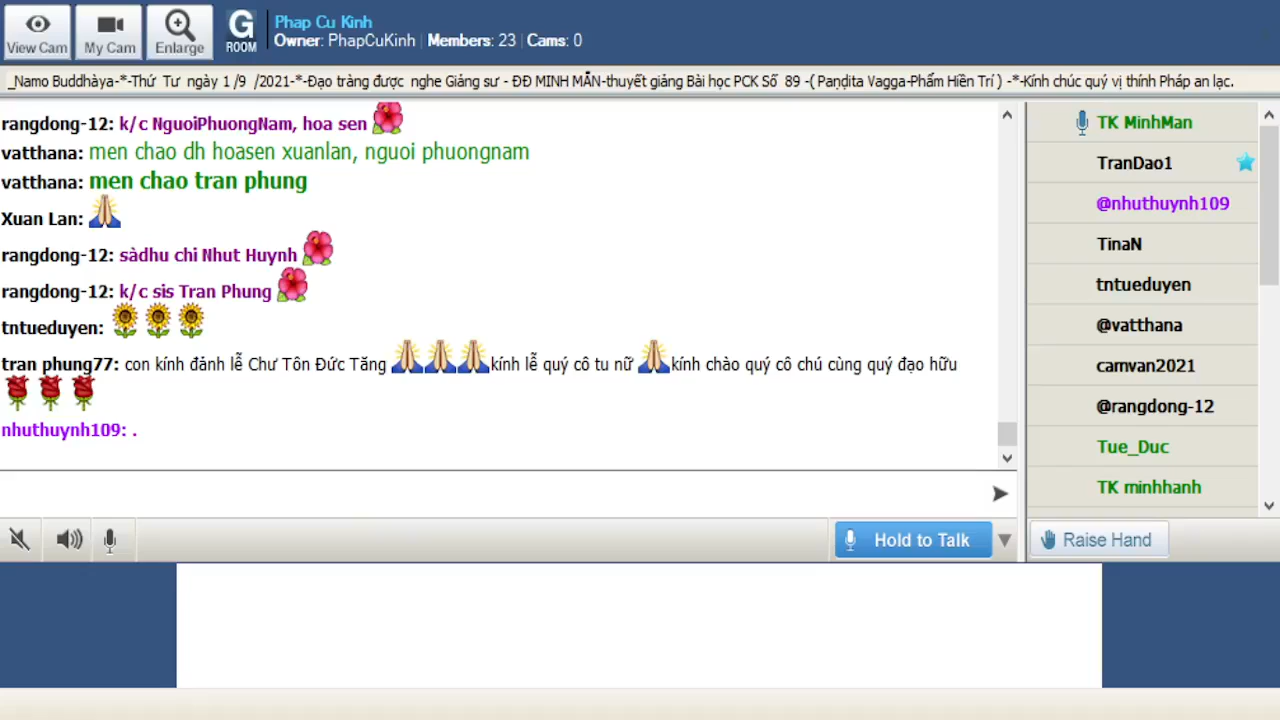 View Cam
My Cam
Enlarge
G
ROOM
Phap Cu Kinh
Owner: PhapCuKinh | Members: 23 | Cams: 0
_Namo Buddhàya-*-Thứ Tư ngày 1 /9 /2021-*-Đạo tràng được nghe Giảng sư - ĐĐ MINH MẪN-thuyết giảng Bài học PCK Số 89 -( Paṇḍita Vagga-Phẩm Hiền Trí ) -*-Kính chúc quý vị thính Pháp an lạc.
rangdong-12: k/c NguoiPhuongNam, hoa sen
vatthana: men chao dh hoasen xuanlan, nguoi phuongnam
vatthana: men chao tran phung
Xuan Lan:
rangdong-12: sàdhu chi Nhut Huynh
rangdong-12: k/c sis Tran Phung
tntueduyen:
tran phung77: con kính đảnh lễ Chư Tôn Đức Tăng kính lễ quý cô tu nữ kính chào quý cô chú cùng quý đạo hữu
nhuthuynh109: .
TK MinhMan
TranDao1
@nhuthuynh109
TinaN
tntueduyen
@vatthana
camvan2021
@rangdong-12
Tue_Duc
TK minhhanh
Hold to Talk
Raise Hand